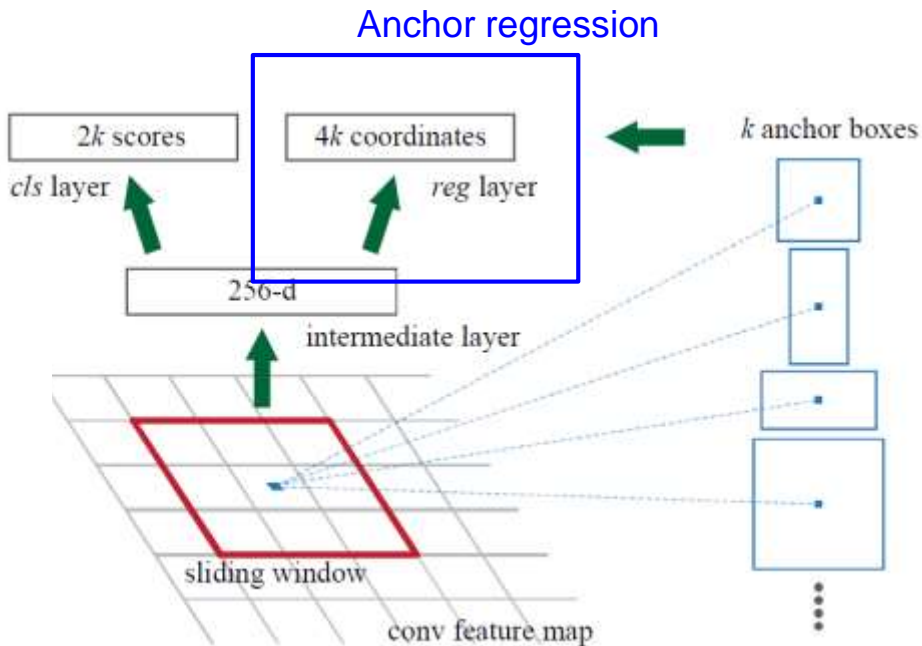 Anchor regression
2k scores
4k coordinates
k anchor boxes
cls layer
reg layer
256-d
intermediate layer
sliding window
conv feature map